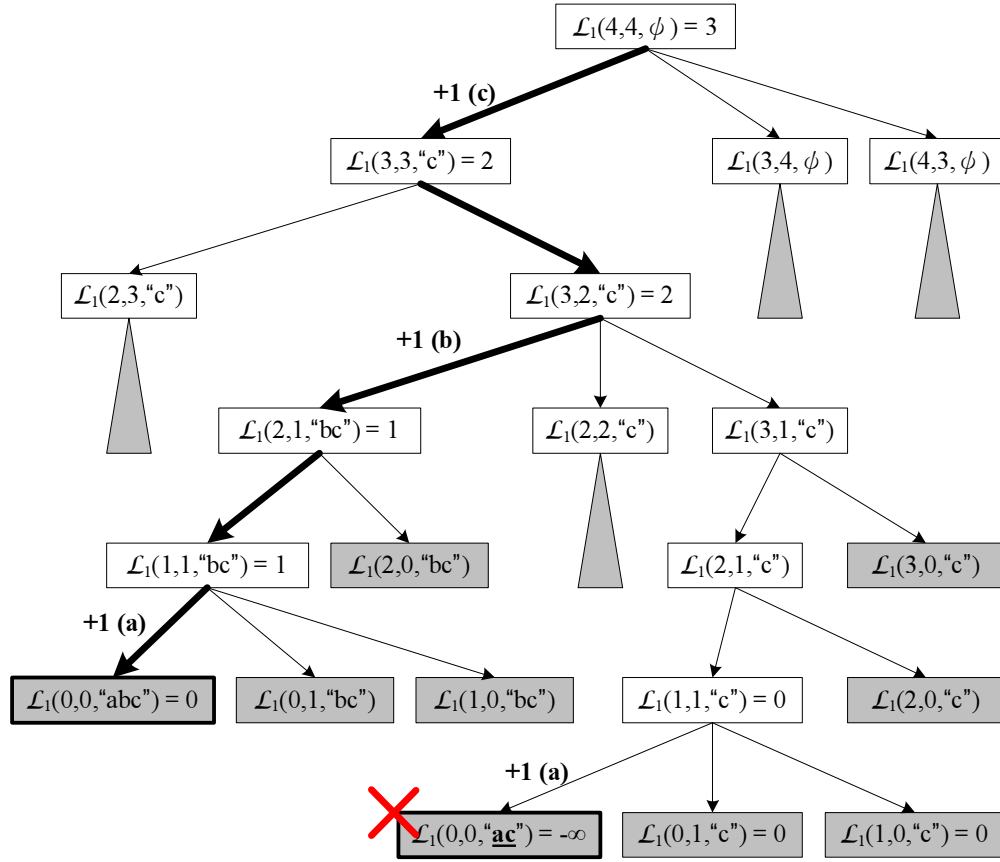 ℒ₁(4,4, ϕ ) = 3
+1 (c)
ℒ₁(3,3,“c”) = 2
ℒ₁(3,4, ϕ )
ℒ₁(4,3, ϕ )
ℒ₁(2,3,“c”)
ℒ₁(3,2,“c”) = 2
+1 (b)
ℒ₁(2,1,“bc”) = 1
ℒ₁(2,2,“c”)
ℒ₁(3,1,“c”)
ℒ₁(1,1,“bc”) = 1
ℒ₁(2,0,“bc”)
ℒ₁(2,1,“c”)
ℒ₁(3,0,“c”)
+1 (a)
ℒ₁(0,0,“abc”) = 0
ℒ₁(0,1,“bc”)
ℒ₁(1,0,“bc”)
ℒ₁(1,1,“c”) = 0
ℒ₁(2,0,“c”)
+1 (a)
ℒ₁(0,0,“ac”) = -∞
ℒ₁(0,1,“c”) = 0
ℒ₁(1,0,“c”) = 0